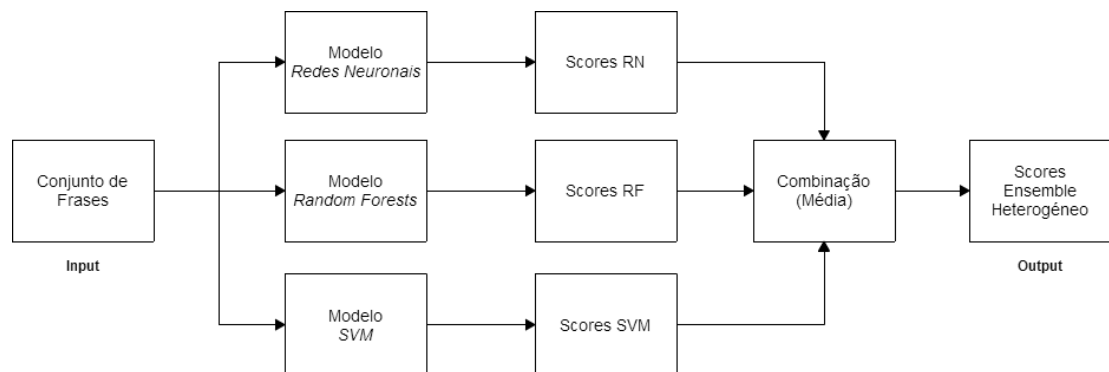 Modelo
Redes Neuronais
Scores RN
Conjunto de
Frases
Input
Modelo
Random Forests
Scores RF
Combinação
(Média)
Scores
Ensemble
Heterogéneo
Output
Modelo
SVM
Scores SVM